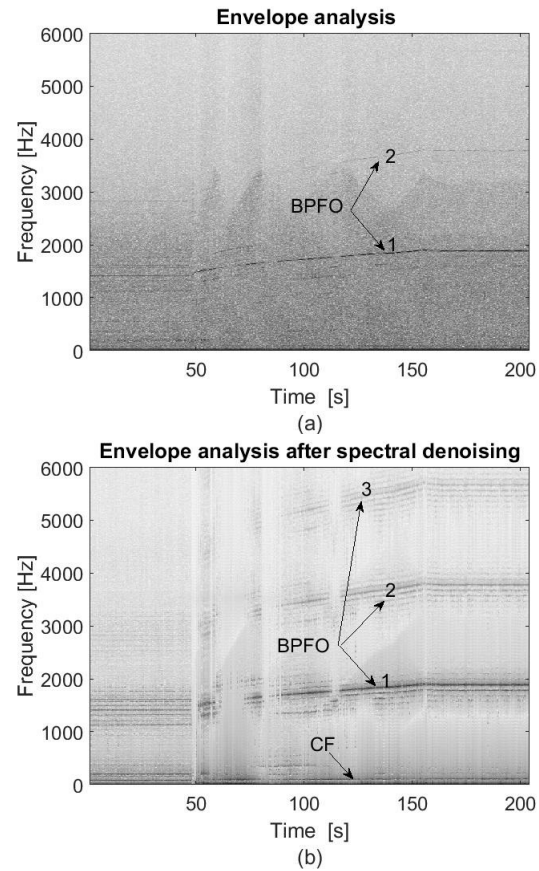 Envelope analysis
6000
5000
4000
3000
2000
1000
0
Frequency [Hz]
2
BPFO
1
50
100
150
200
Time [s]
(a)
Envelope analysis after spectral denoising
6000
5000
4000
3000
2000
1000
0
Frequency [Hz]
3
2
BPFO
1
CF
50
100
150
200
Time [s]
(b)